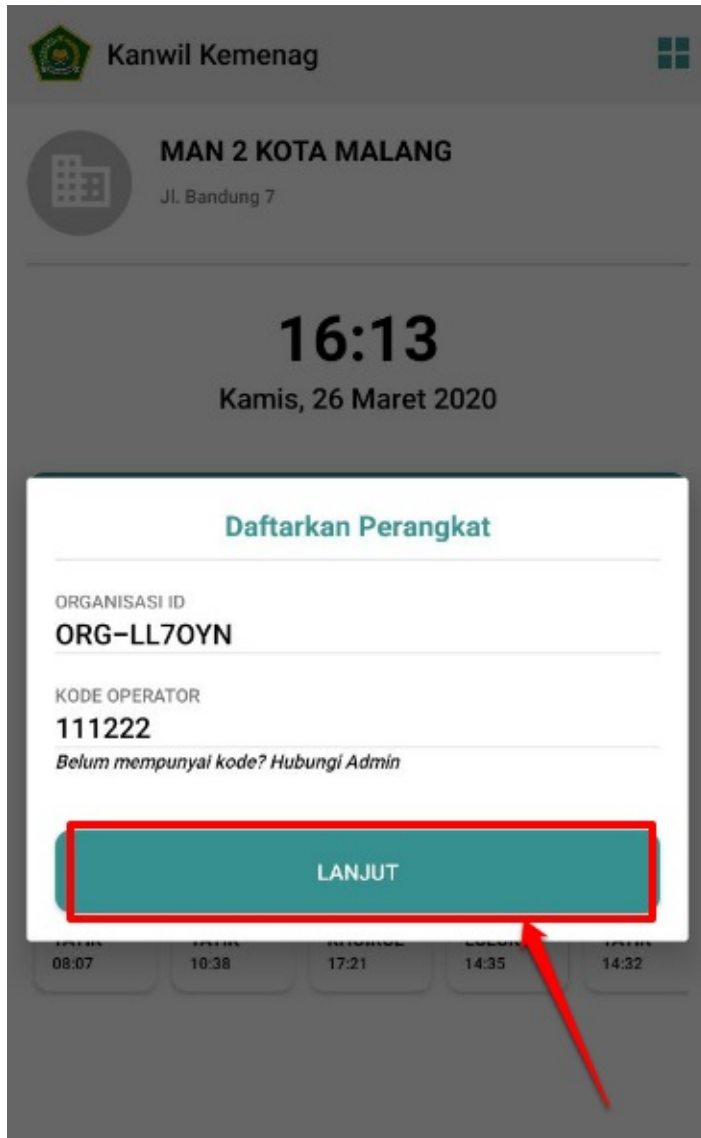 Kanwil Kemenag
MAN 2 KOTA MALANG
Jl. Bandung 7
16:13
Kamis, 26 Maret 2020
Daftarkan Perangkat
ORGANISASI ID
ORG-LL7OYN
KODE OPERATOR
111222
Belum mempunyai kode? Hubungi Admin
LANJUT
08:07 10:38 17:21 14:35 14:32